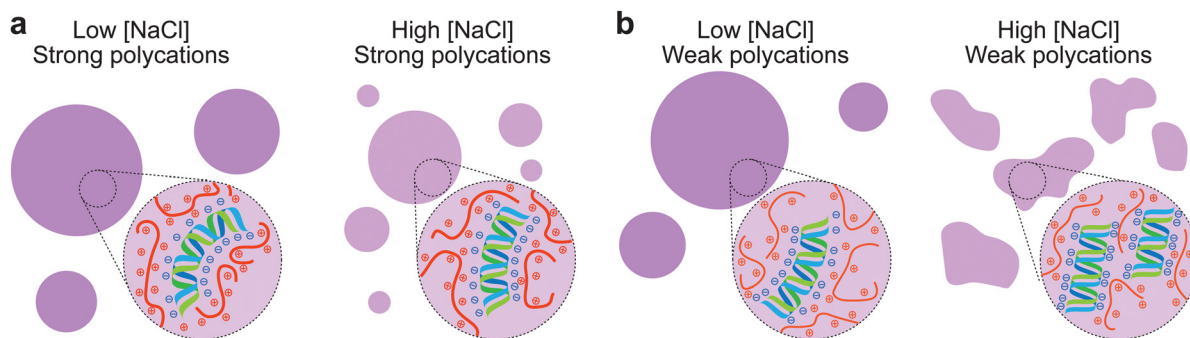 a
Low [NaCl]
Strong polycations
High [NaCl]
Strong polycations
b
Low [NaCl]
Weak polycations
High [NaCl]
Weak polycations